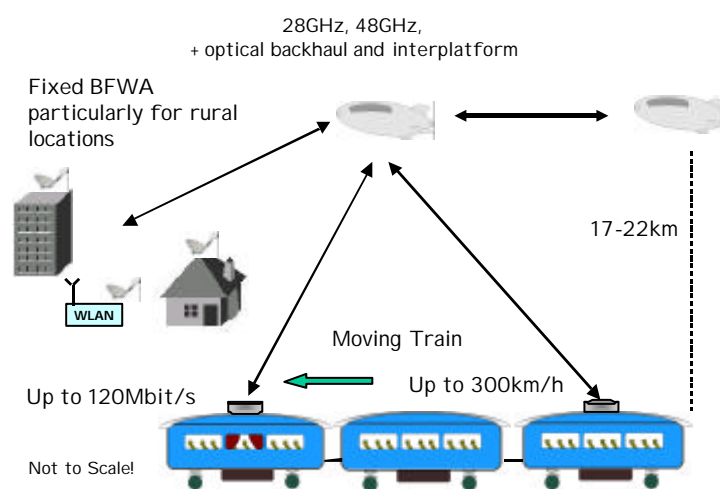 28GHz, 48GHz,
+ optical backhaul and interplatform
Fixed BFWA
particularly for rural
locations
17-22km
WLAN
Moving Train
Up to 120Mbit/s
Up to 300km/h
Not to Scale!